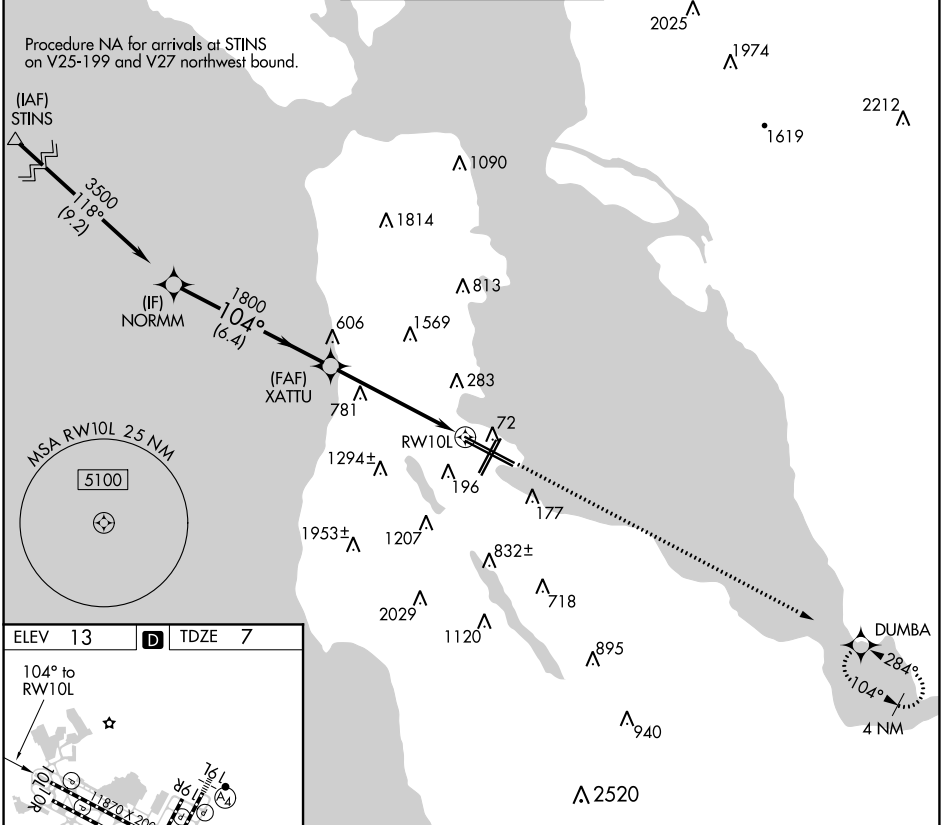 Procedure NA for arrivals at STINS
on V25-199 and V27 northwest bound.
(IAF)
STINS
3500
118°
(9.2)
(IF)
NORMM
1800
104°
(6.4)
(FAF)
XATTU
606
781
1090
1814
813
1569
283
RW10L
72
196
177
1294±
1953±
1207
832±
718
2029
1120
895
940
2520
2025
1974
1619
2212
MSA RW10L 25 NM
5100
DUMBA
284°
104°
4 NM
ELEV 13
D
TDZE 7
104° to
RW10L
10L
10R
11870 X 200
19L
19R
P
P
P
P
A4